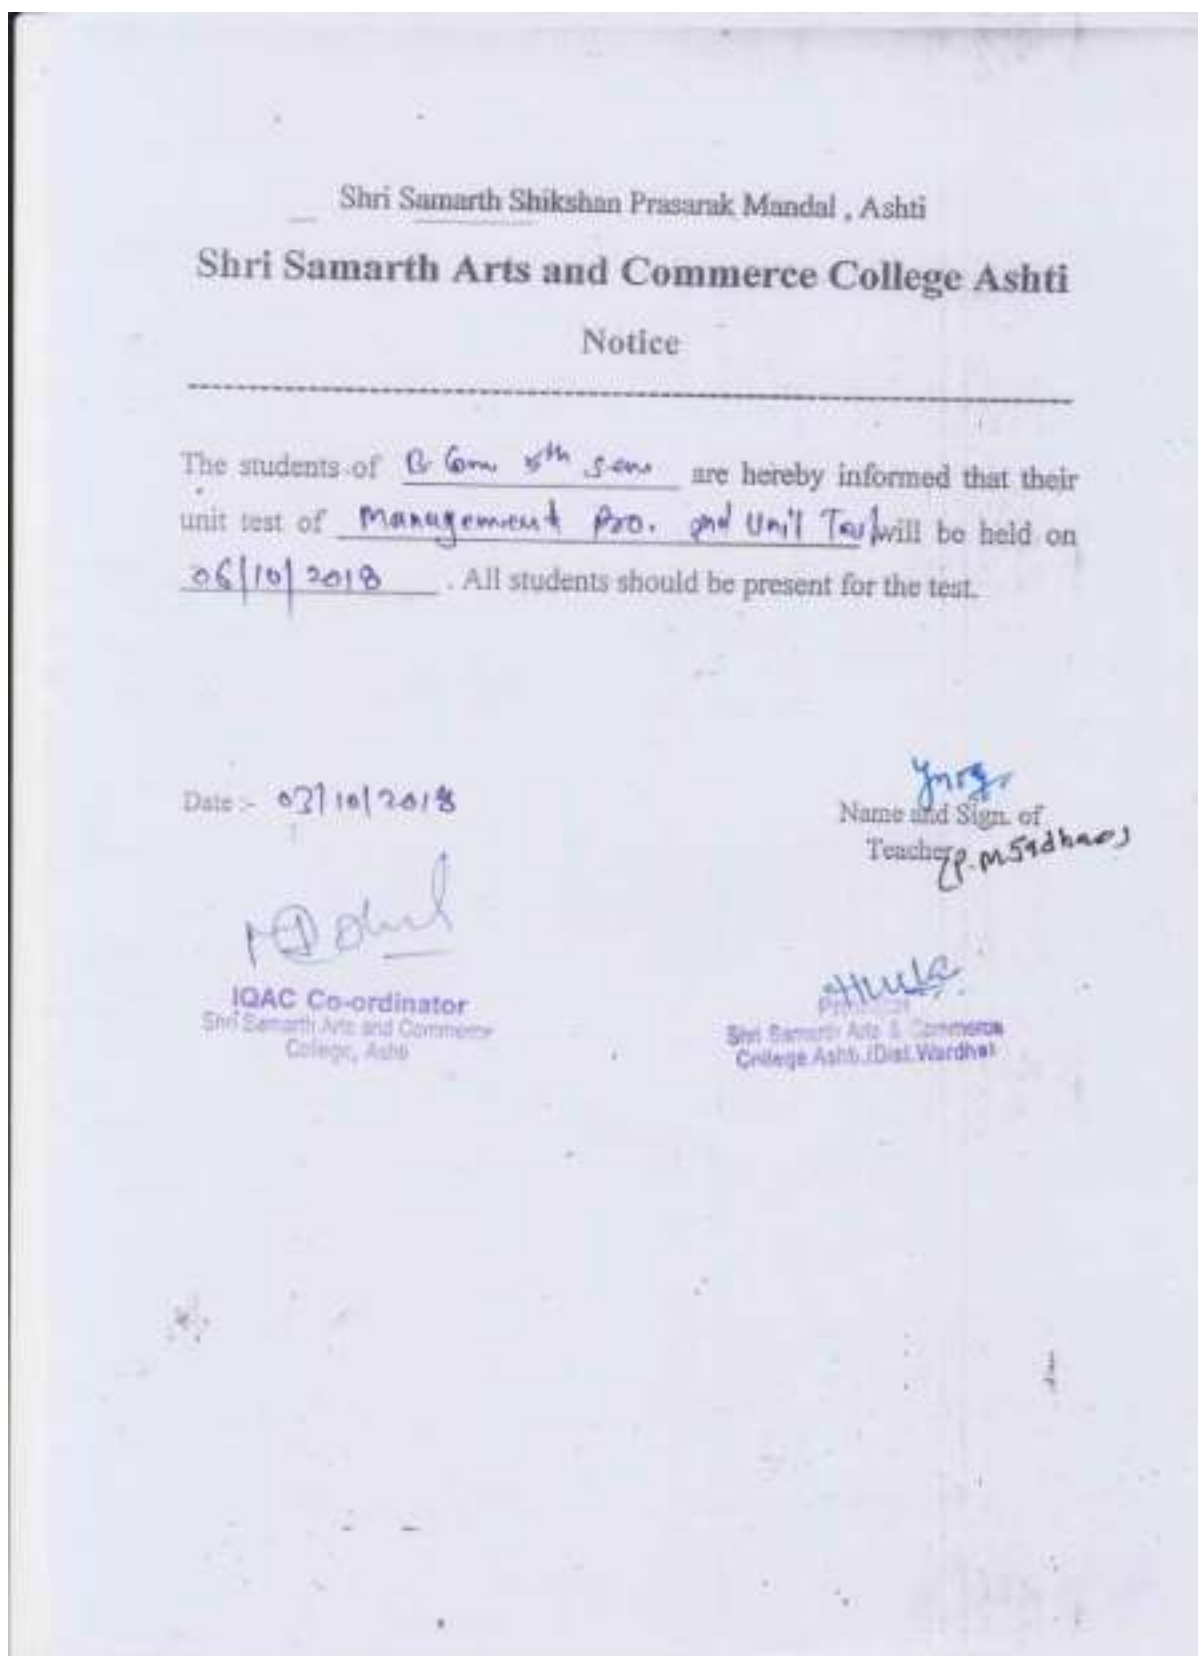 Shri Samarth Shikshan Prasarak Mandal , Ashti
Shri Samarth Arts and Commerce College Ashti
Notice
The students of B Com 5th sem are hereby informed that their
unit test of Management Pro. 2nd Unit Test will be held on
06/10/2018 . All students should be present for the test.
Date :- 03/10/2018
Name and Sign. of
Teacher
IQAC Co-ordinator
Shri Samarth Arts and Commerce
College, Ashti
Principal
Shri Samarth Arts & Commerce
College Ashti (Dist. Wardha)